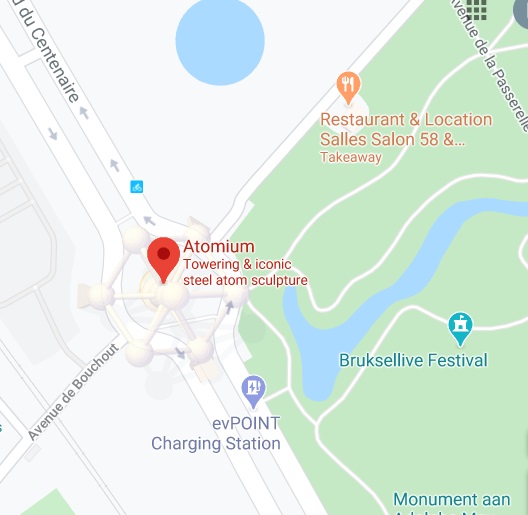 d du Centenaire
Avenue de la Passerelle
Restaurant & Location
Salles Salon 58 &...
Takeaway
Atomium
Towering & iconic
steel atom sculpture
Bruksellive Festival
Avenue de Bouchout
evPOINT
Charging Station
Monument aan